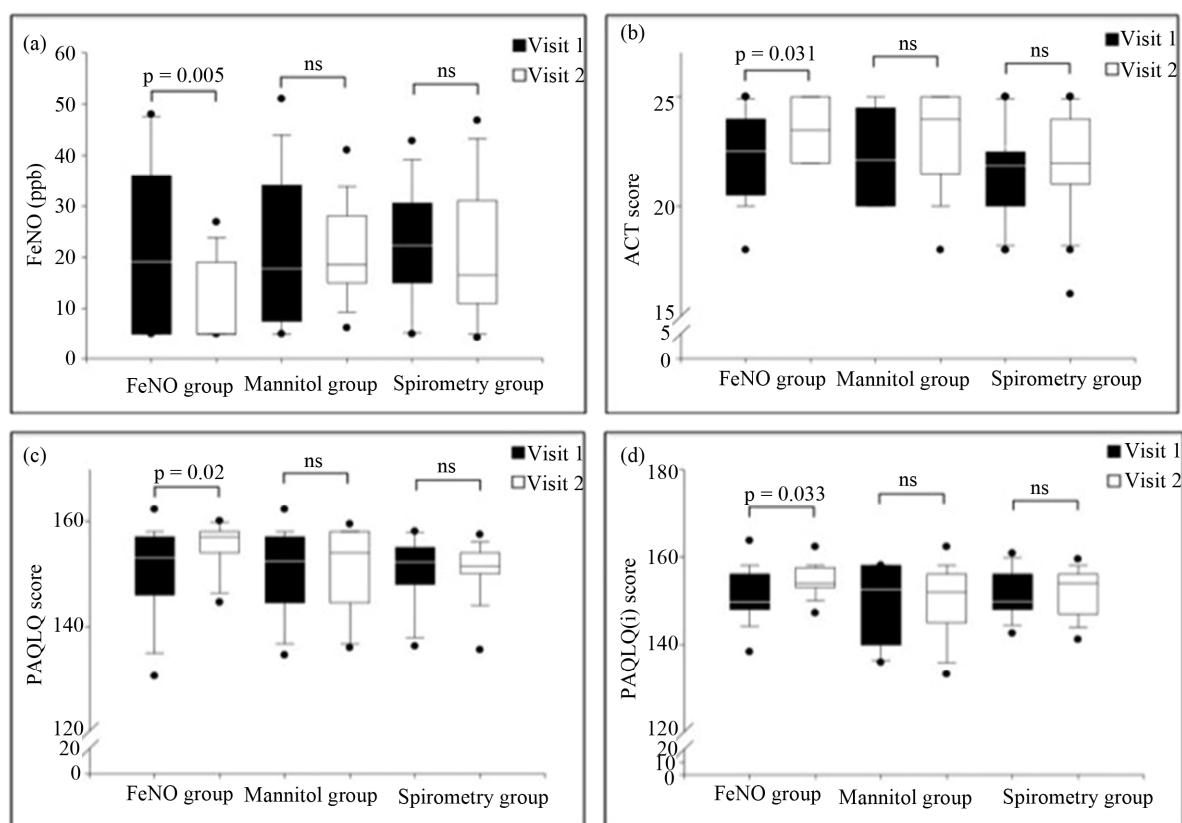 (a)
Visit 1
Visit 2
p = 0.005
ns
ns
FeNO (ppb)
60
50
40
30
20
10
0
FeNO group
Mannitol group
Spirometry group
(b)
Visit 1
Visit 2
p = 0.031
ns
ns
ACT score
25
20
15
5
0
FeNO group
Mannitol group
Spirometry group
(c)
Visit 1
Visit 2
p = 0.02
ns
ns
PAQLQ score
160
140
120
20
0
FeNO group
Mannitol group
Spirometry group
(d)
Visit 1
Visit 2
p = 0.033
ns
ns
PAQLQ(i) score
180
160
140
120
20
10
0
FeNO group
Mannitol group
Spirometry group